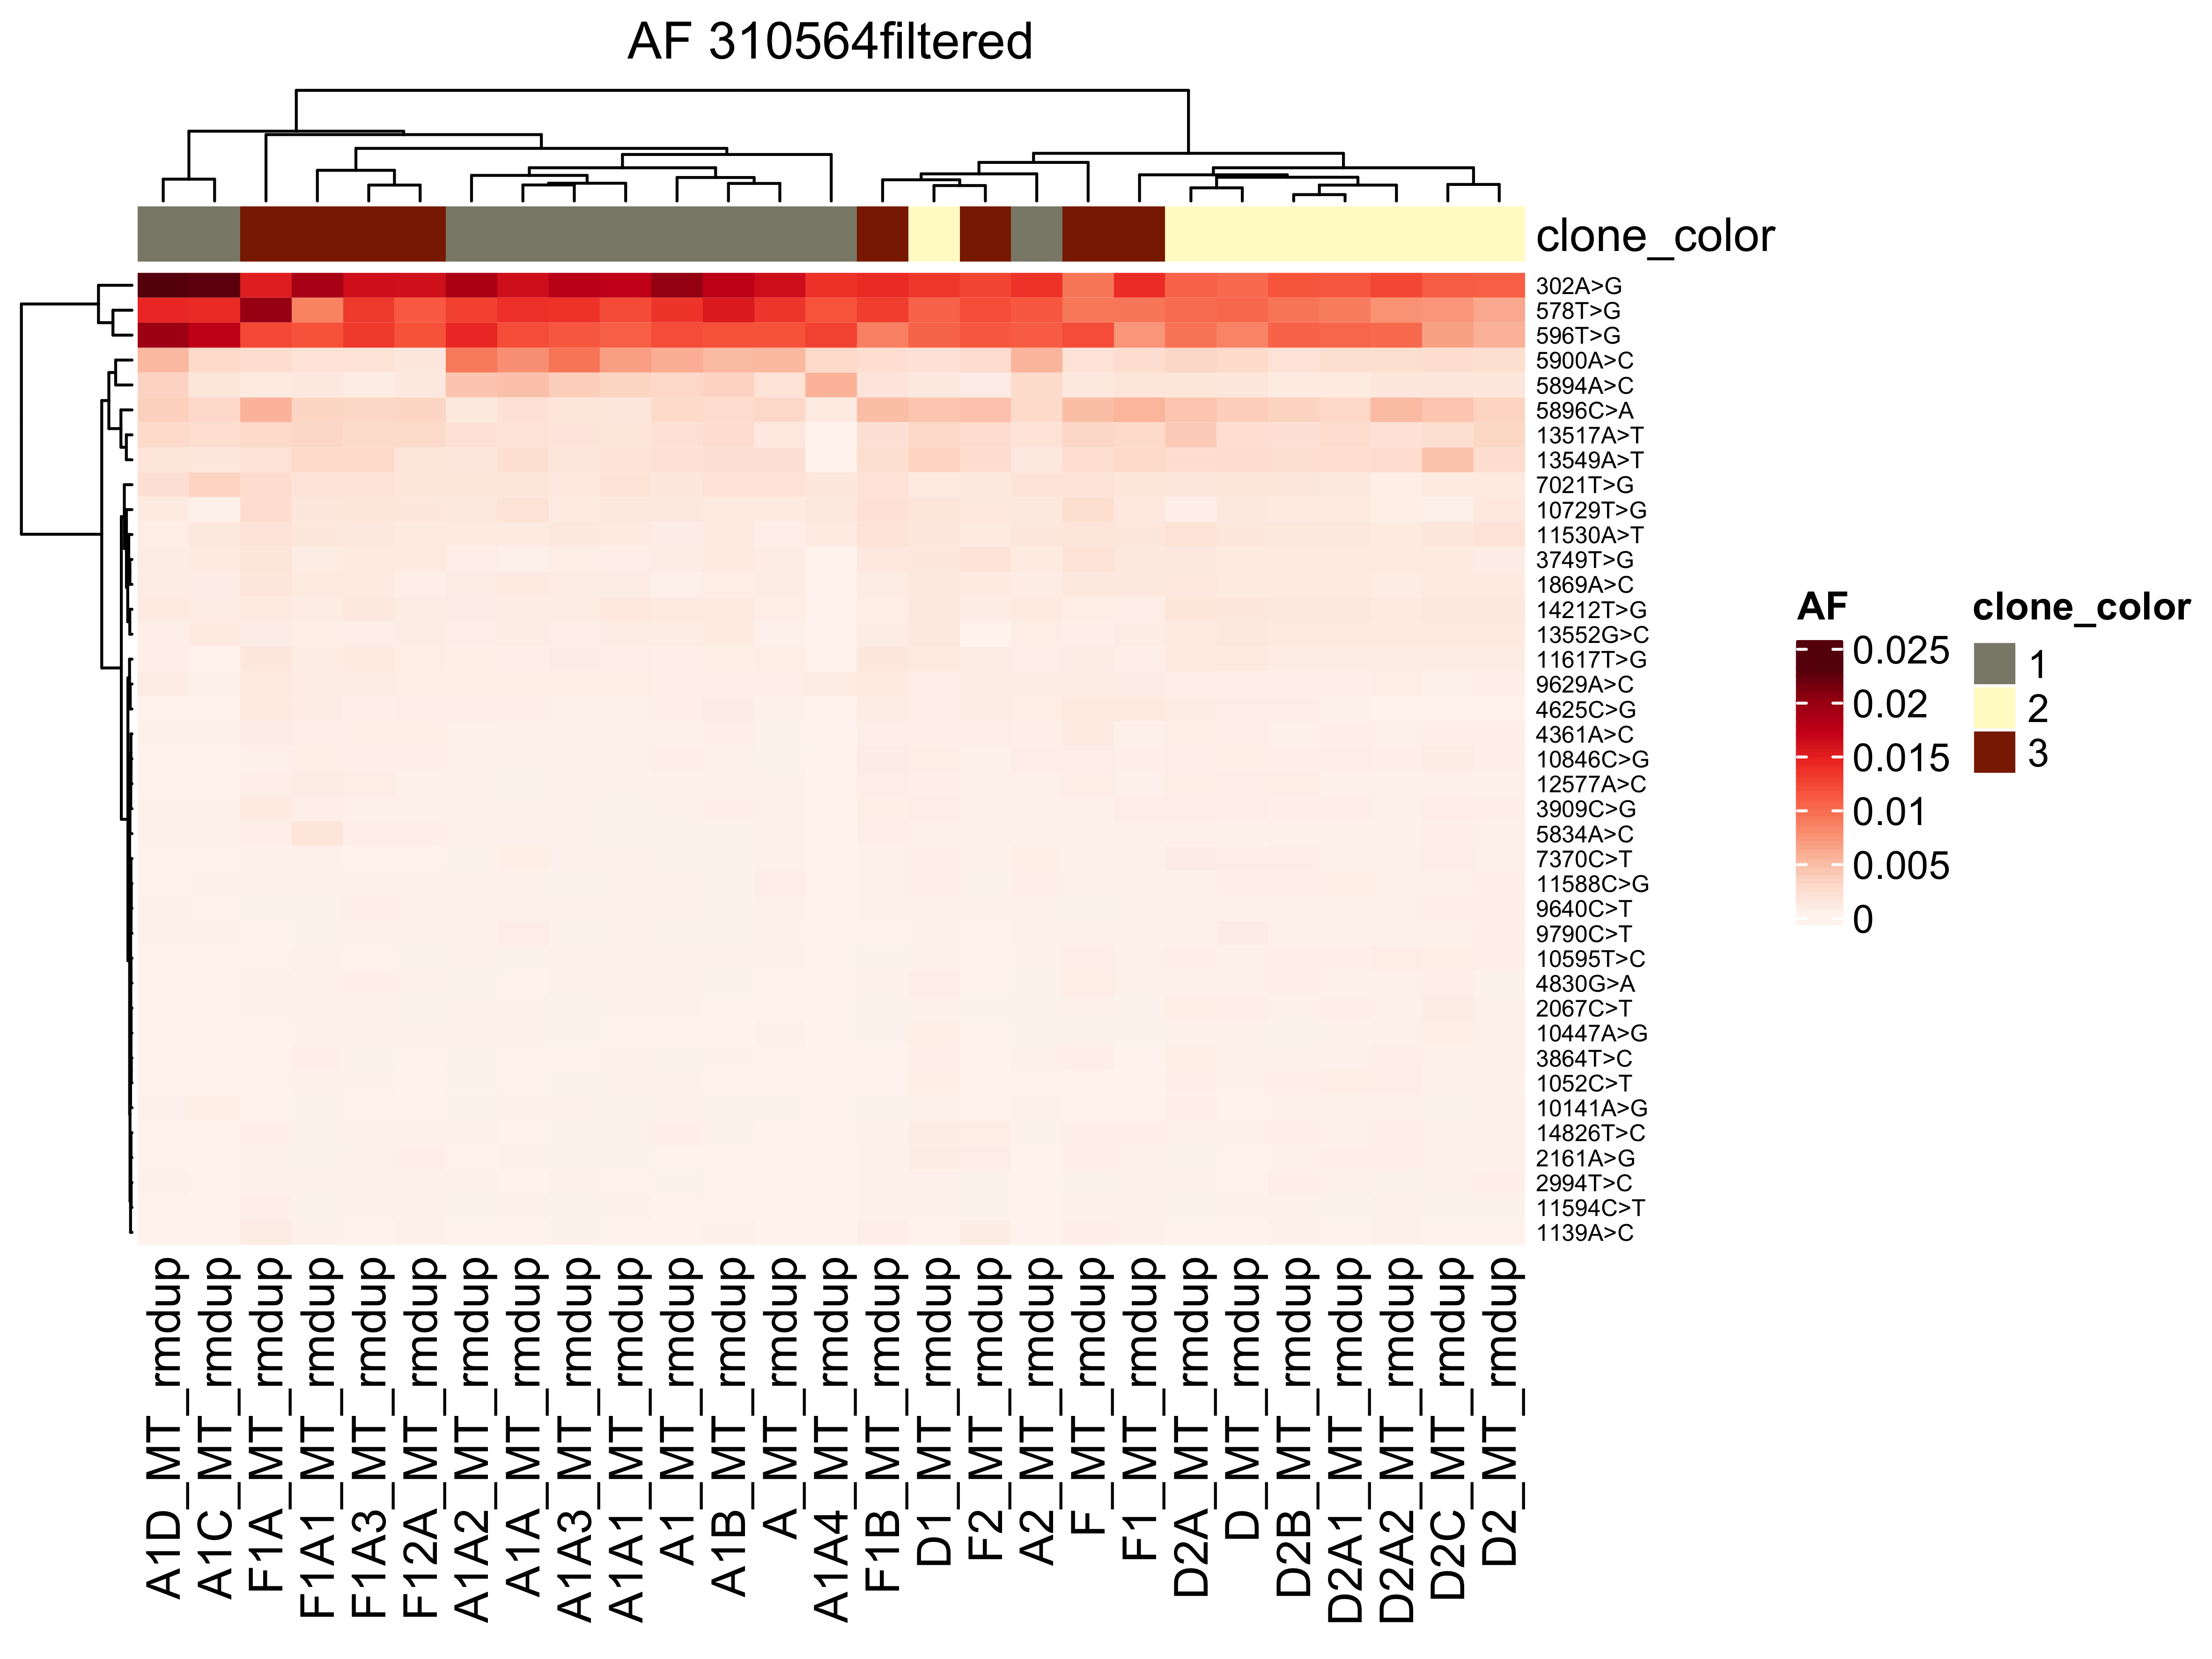 AF 310564filtered
clone_color
302A>G
578T>G
596T>G
5900A>C
5894A>C
5896C>A
13517A>T
13549A>T
7021T>G
10729T>G
11530A>T
3749T>G
1869A>C
14212T>G
13552G>C
11617T>G
9629A>C
4625C>G
4361A>C
10846C>G
12577A>C
3909C>G
5834A>C
7370C>T
11588C>G
9640C>T
9790C>T
10595T>C
4830G>A
2067C>T
10447A>G
3864T>C
1052C>T
10141A>G
14826T>C
2161A>G
2994T>C
11594C>T
1139A>C
AF
0.025
0.02
0.015
0.01
0.005
0
clone_color
1
2
3
A1D_MT_rmdup
A1C_MT_rmdup
F1A_MT_rmdup
F1A1_MT_rmdup
F1A3_MT_rmdup
F12A_MT_rmdup
A1A2_MT_rmdup
A1A_MT_rmdup
A1A3_MT_rmdup
A1A1_MT_rmdup
A1_MT_rmdup
A1B_MT_rmdup
A_MT_rmdup
A1A4_MT_rmdup
F1B_MT_rmdup
D1_MT_rmdup
F2_MT_rmdup
A2_MT_rmdup
F_MT_rmdup
F1_MT_rmdup
D2A_MT_rmdup
D_MT_rmdup
D2B_MT_rmdup
D2A1_MT_rmdup
D2A2_MT_rmdup
D2C_MT_rmdup
D2_MT_rmdup